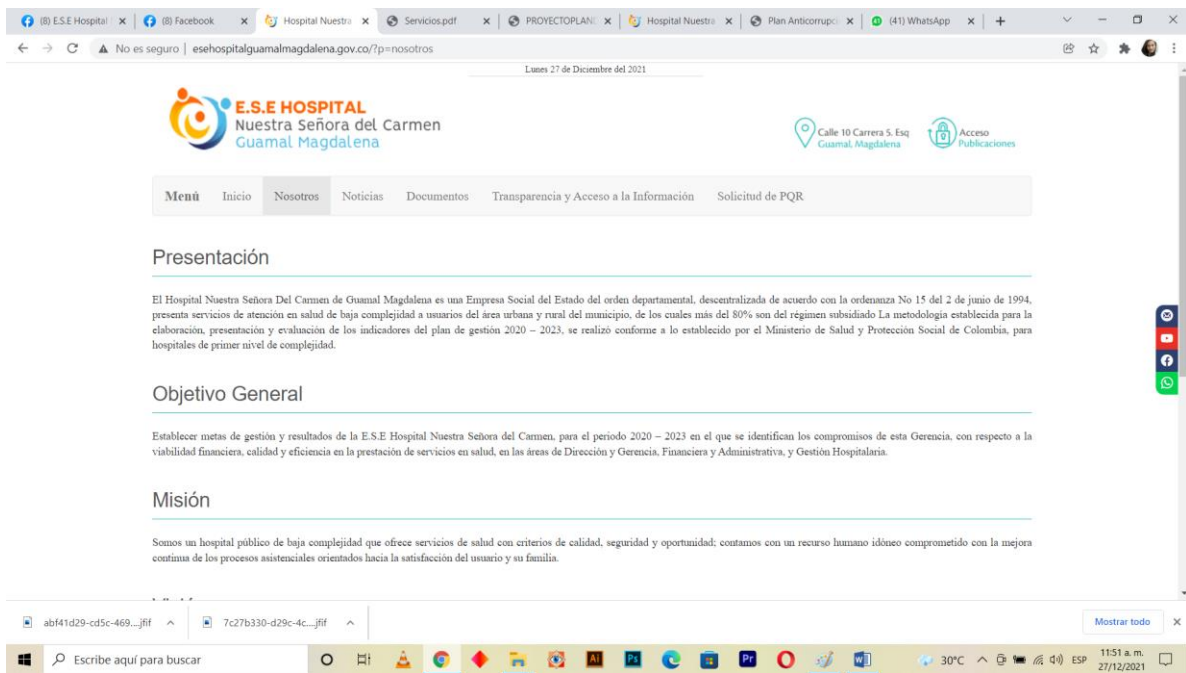 (8) E.S.E Hospital
(8) Facebook
Hospital Nuestra
Servicios.pdf
PROYECTOPLAN
Hospital Nuestra
Plan Anticorrupci
(41) WhatsApp
No es seguro | esehospitalguamalmagdalena.gov.co/?p=nosotros
Lunes 27 de Diciembre del 2021
E.S.E HOSPITAL
Nuestra Señora del Carmen
Guamal Magdalena
Calle 10 Carrera 5. Esq
Guamal, Magdalena
Acceso
Publicaciones
Menú Inicio Nosotros Noticias Documentos Transparencia y Acceso a la Información Solicitud de PQR
Presentación
El Hospital Nuestra Señora Del Carmen de Guamal Magdalena es una Empresa Social del Estado del orden departamental, descentralizada de acuerdo con la ordenanza No 15 del 2 de junio de 1994,
presenta servicios de atención en salud de baja complejidad a usuarios del área urbana y rural del municipio, de los cuales más del 80% son del régimen subsidiado La metodología establecida para la
elaboración, presentación y evaluación de los indicadores del plan de gestión 2020 – 2023, se realizó conforme a lo establecido por el Ministerio de Salud y Protección Social de Colombia, para
hospitales de primer nivel de complejidad.
Objetivo General
Establecer metas de gestión y resultados de la E.S.E Hospital Nuestra Señora del Carmen, para el periodo 2020 – 2023 en el que se identifican los compromisos de esta Gerencia, con respecto a la
viabilidad financiera, calidad y eficiencia en la prestación de servicios en salud, en las áreas de Dirección y Gerencia, Financiera y Administrativa, y Gestión Hospitalaria.
Misión
Somos un hospital público de baja complejidad que ofrece servicios de salud con criterios de calidad, seguridad y oportunidad; contamos con un recurso humano idóneo comprometido con la mejora
continua de los procesos asistenciales orientados hacia la satisfacción del usuario y su familia.
abf41d29-cd5c-469....jfif
7c27b330-d29c-4c....jfif
Mostrar todo
Escribe aquí para buscar
Ai
Ps
Pr
30°C
ESP
11:51 a. m.
27/12/2021